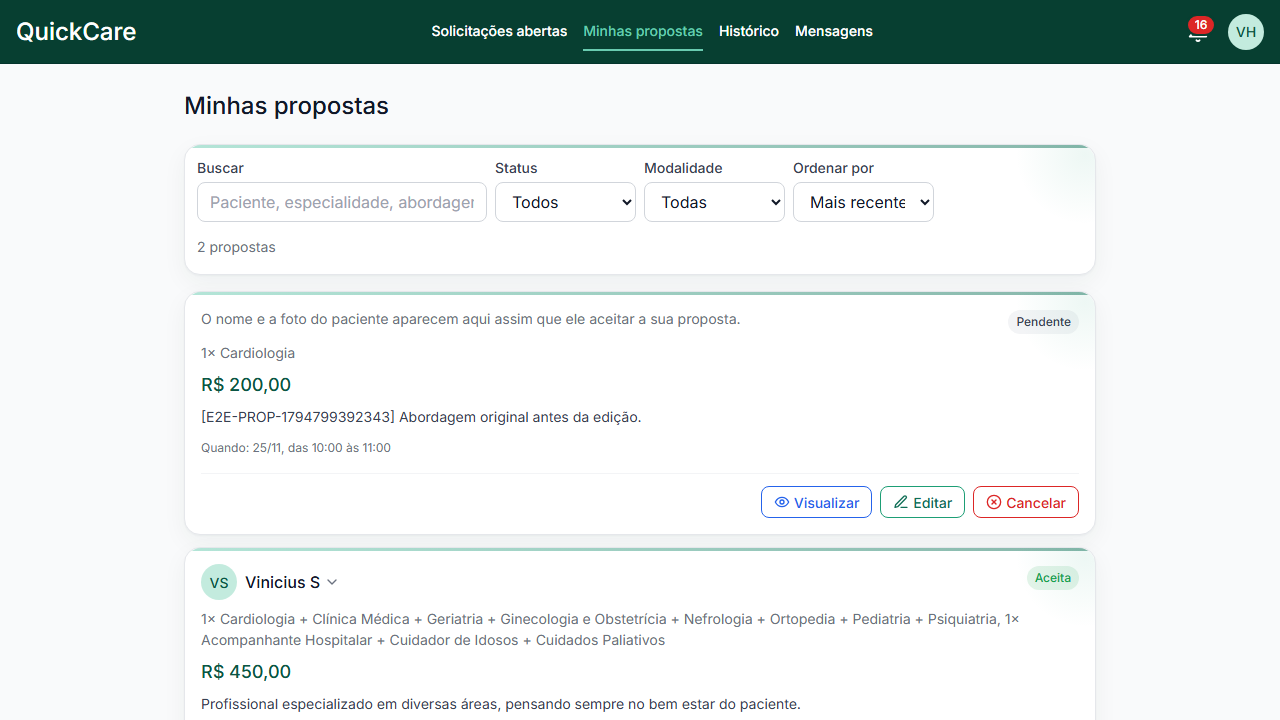 QuickCare
Solicitações abertas
Minhas propostas
Histórico
Mensagens
16
VH
Minhas propostas
Buscar
Status
Modalidade
Ordenar por
Paciente, especialidade, abordagem
Todos
Todas
Mais recente
2 propostas
O nome e a foto do paciente aparecem aqui assim que ele aceitar a sua proposta.
Pendente
1× Cardiologia
R$ 200,00
[E2E-PROP-1794799392343] Abordagem original antes da edição.
Quando: 25/11, das 10:00 às 11:00
Visualizar
Editar
Cancelar
VS
Vinicius S
Aceita
1× Cardiologia + Clínica Médica + Geriatria + Ginecologia e Obstetrícia + Nefrologia + Ortopedia + Pediatria + Psiquiatria, 1×
Acompanhante Hospitalar + Cuidador de Idosos + Cuidados Paliativos
R$ 450,00
Profissional especializado em diversas áreas, pensando sempre no bem estar do paciente.